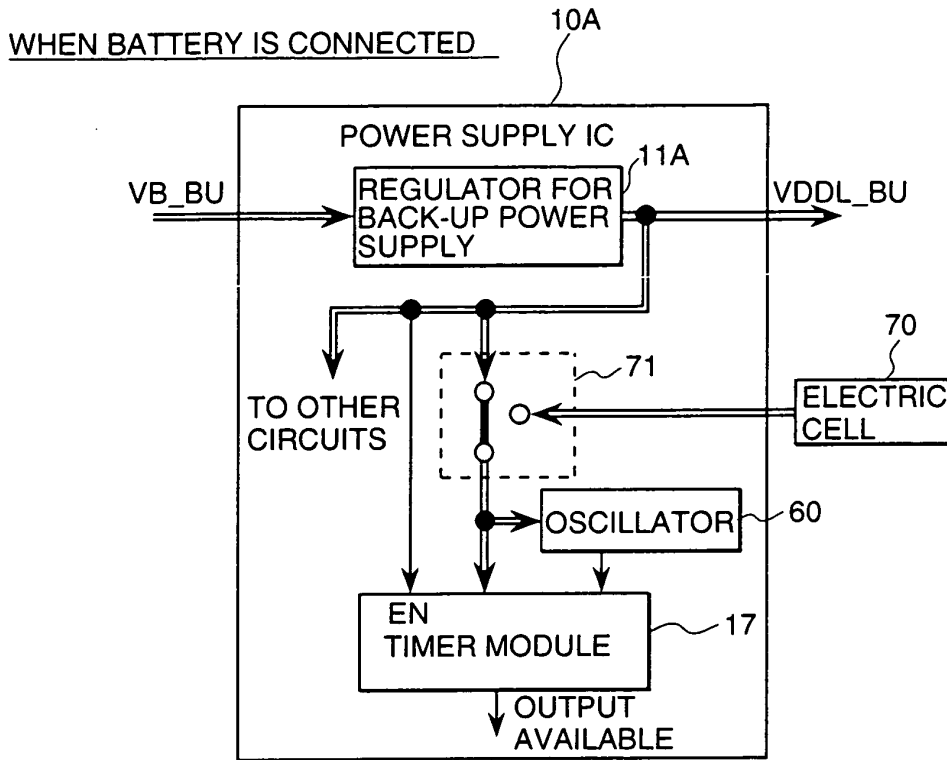 WHEN BATTERY IS CONNECTED
10A
POWER SUPPLY IC
11A
VB_BU
REGULATOR FOR
BACK-UP POWER
SUPPLY
VDDL_BU
70
71
ELECTRIC
CELL
TO OTHER
CIRCUITS
OSCILLATOR
60
EN
TIMER MODULE
17
OUTPUT
AVAILABLE